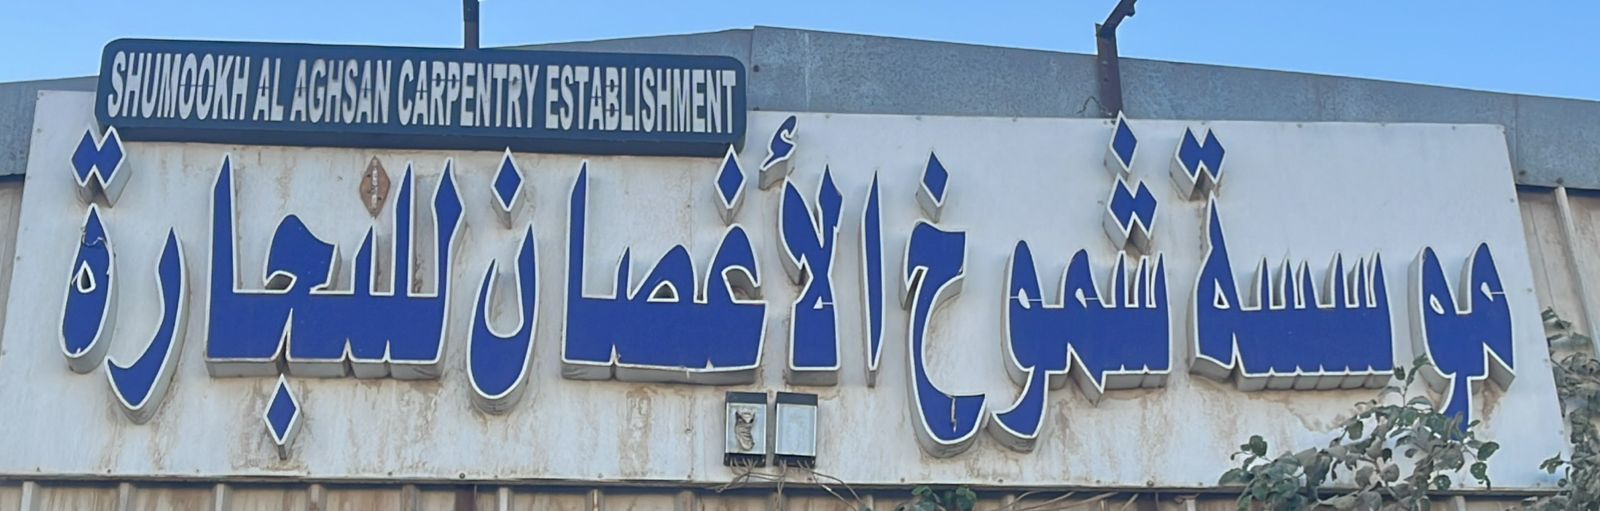 SHUMOOKH AL AGHSAN CARPENTRY ESTABLISHMENT
موسسة شموخ الأغصان للنجارة